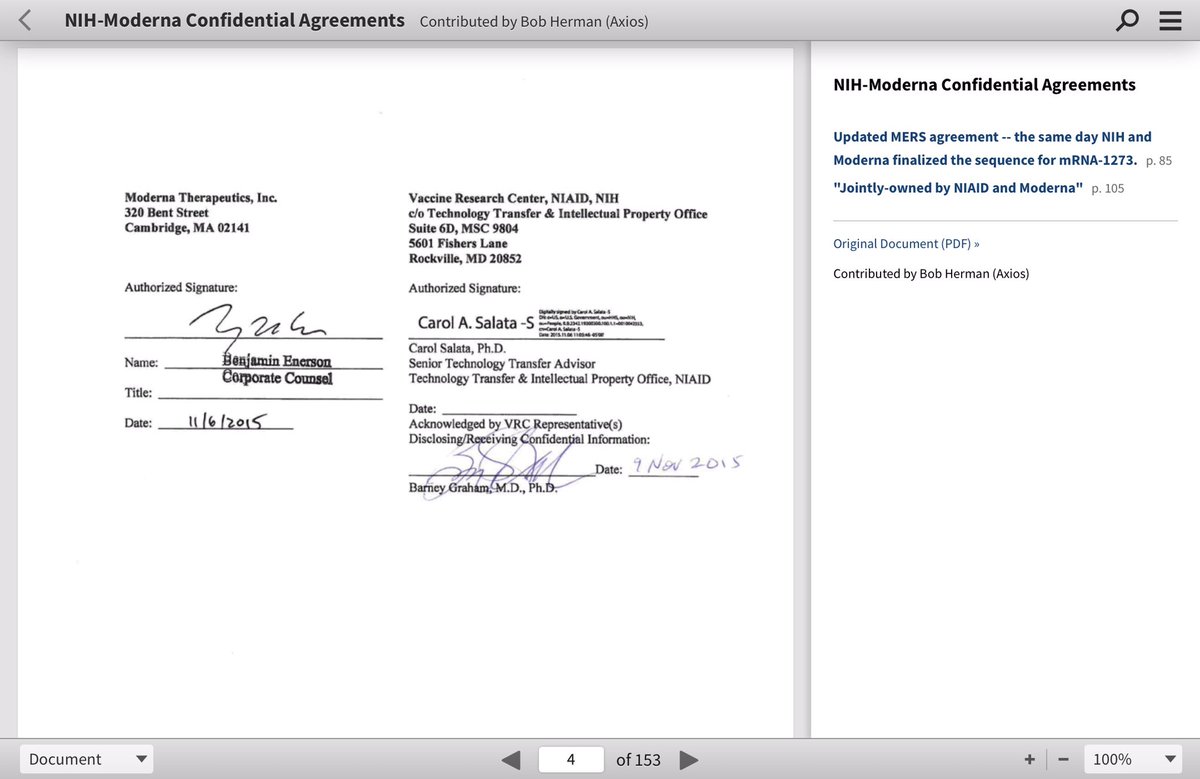 NIH-Moderna Confidential Agreements Contributed by Bob Herman (Axios)
Moderna Therapeutics, Inc.
320 Bent Street
Cambridge, MA 02141
Authorized Signature:
Name: Benjamin Enerson
Corporate Counsel
Title:
Date: 11/6/2015
Vaccine Research Center, NIAID, NIH
c/o Technology Transfer & Intellectual Property Office
Suite 6D, MSC 9804
5601 Fishers Lane
Rockville, MD 20852
Authorized Signature:
Carol A. Salata -S
Digitally signed by Carol A. Salata -S
Carol Salata, Ph.D.
Senior Technology Transfer Advisor
Technology Transfer & Intellectual Property Office, NIAID
Date:
Acknowledged by VRC Representative(s)
Disclosing/Receiving Confidential Information:
Date: 9 Nov 2015
Barney Graham, M.D., Ph.D.
NIH-Moderna Confidential Agreements
Updated MERS agreement -- the same day NIH and
Moderna finalized the sequence for mRNA-1273. p. 85
"Jointly-owned by NIAID and Moderna" p. 105
Original Document (PDF) »
Contributed by Bob Herman (Axios)
Document 4 of 153 + − 100%